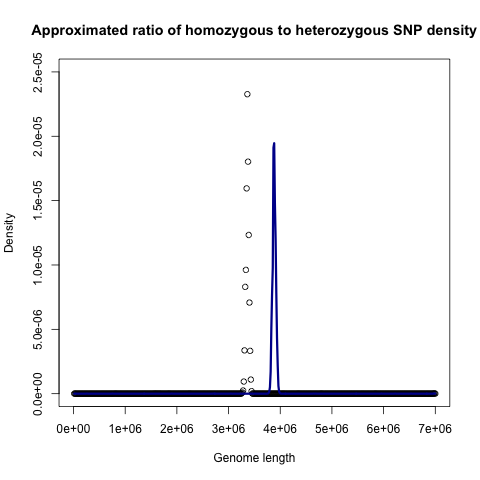 Approximated ratio of homozygous to heterozygous SNP density
Density
2.5e-05
2.0e-05
1.5e-05
1.0e-05
5.0e-06
0.0e+00
0e+00 1e+06 2e+06 3e+06 4e+06 5e+06 6e+06 7e+06
Genome length